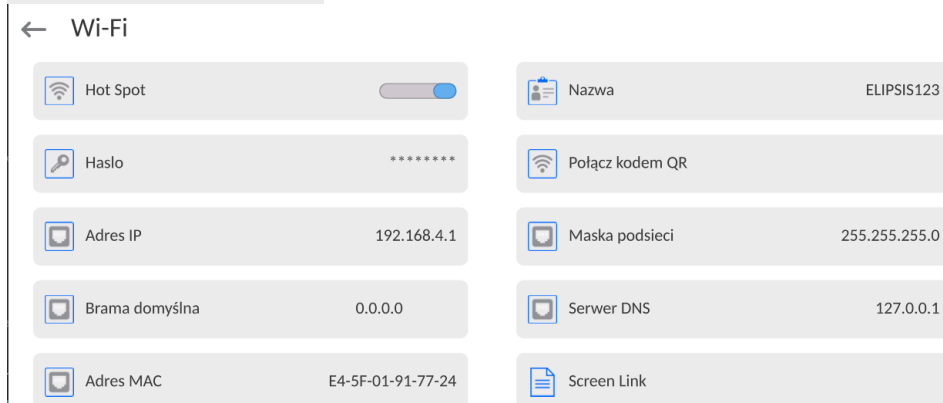 Wi-Fi
Hot Spot
Nazwa ELIPSIS123
Haslo ********
Połącz kodem QR
Adres IP 192.168.4.1
Maska podsieci 255.255.255.0
Brama domyślna 0.0.0.0
Serwer DNS 127.0.0.1
Adres MAC E4-5F-01-91-77-24
Screen Link